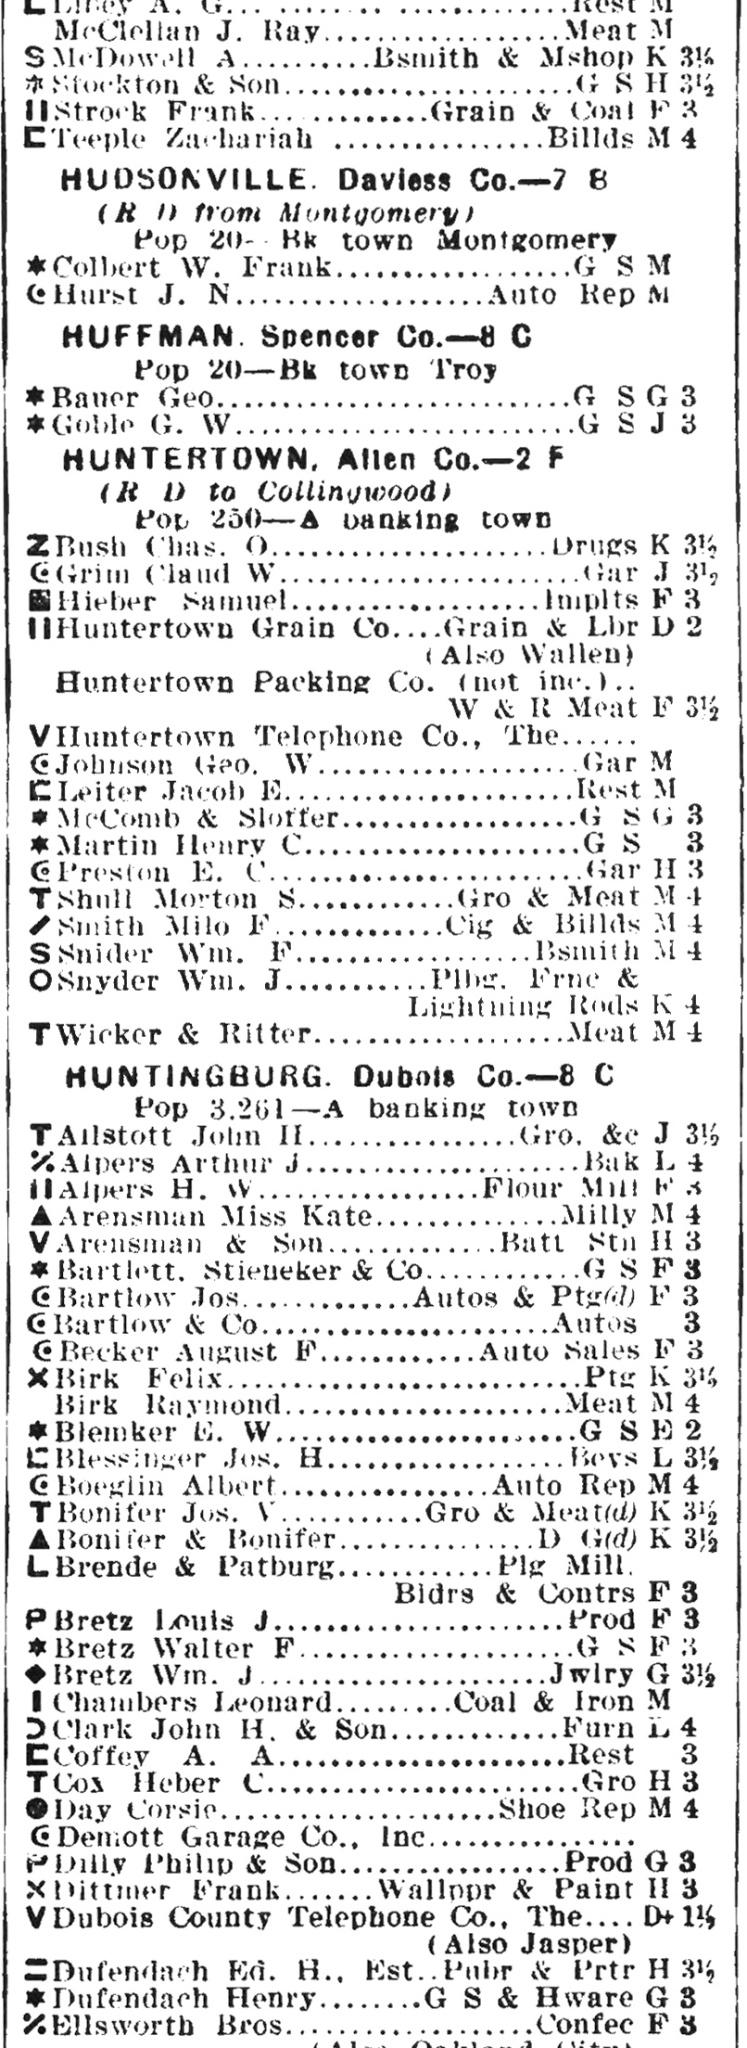 Libey A. G... Rest M
McClellan J. Ray...............Meat M
S McDowell A..........Bsmith & Mshop K 3½
* Stockton & Son......................G S H 3½
Strock Frank.............Grain & Coal F 3
Teeple Zachariah ................Billds M 4
HUDSONVILLE. Daviess Co.—7 B
(R D from Montgomery)
Pop 20- Bk town Montgomery
* Colbert W. Frank................G S M
Hurst J. N.................Auto Rep M
HUFFMAN. Spencer Co.—8 C
Pop 20—Bk town Troy
* Bauer Geo.........................G S G 3
* Goble G. W........................G S J 3
HUNTERTOWN, Allen Co.—2 F
(R D to Collingwood)
Pop 250—A banking town
Z Bush Chas. O...................Drugs K 3½
Grim Claud W.....................Gar J 3½
Hieber Samuel..................Implts F 3
Huntertown Grain Co....Grain & Lbr D 2
(Also Wallen)
Huntertown Packing Co. (not inc.)..
W & R Meat F 3½
V Huntertown Telephone Co., The......
Johnson Geo. W...................Gar M
Leiter Jacob E...................Rest M
* McComb & Sloffer.................G S G 3
* Martin Henry C....................G S 3
Preston E. C.....................Gar H 3
T Shull Morton S...........Gro & Meat M 4
Smith Milo F............Cig & Billds M 4
S Snider Wm. F.................Bsmith M 4
O Snyder Wm. J..........Plbg. Frnc &
Lightning Rods K 4
T Wicker & Ritter..................Meat M 4
HUNTINGBURG. Dubois Co.—8 C
Pop 3,261—A banking town
T Allstott John H...............Gro. &c J 3½
Alpers Arthur J....................Bak L 4
Alpers H. W................Flour Mill F 3
▲ Arensman Miss Kate.............Milly M 4
V Arensman & Son............Batt Stn H 3
* Bartlett, Stieneker & Co...........G S F 3
Bartlow Jos............Autos & Ptg(d) F 3
Bartlow & Co.....................Autos 3
Becker August F...........Auto Sales F 3
X Birk Felix.........................Ptg K 3½
Birk Raymond....................Meat M 4
* Blemker E. W.....................G S E 2
Blessinger Jos. H.................Bevs L 3½
Boeglin Albert..............Auto Rep M 4
T Bonifer Jos. V..........Gro & Meat(d) K 3½
▲ Bonifer & Bonifer..............D G(d) K 3½
L Brende & Patburg...........Plg Mill.
Bldrs & Contrs F 3
P Bretz Louis J.....................Prod F 3
* Bretz Walter F....................G S F 3
◆ Bretz Wm. J....................Jwlry G 3½
Chambers Leonard.........Coal & Iron M
Clark John H. & Son............Furn L 4
Coffey A. A.....................Rest 3
T Cox Heber C......................Gro H 3
● Day Corsie...................Shoe Rep M 4
Demott Garage Co., Inc...............
P Dilly Philip & Son................Prod G 3
X Dittmer Frank.......Wallppr & Paint H 3
V Dubois County Telephone Co., The.... D+ 1½
(Also Jasper)
Dufendach Ed. H., Est..Pubr & Prtr H 3½
* Dufendach Henry........G S & Hware G 3
Ellsworth Bros..................Confec F 3
(Also Oakland City)